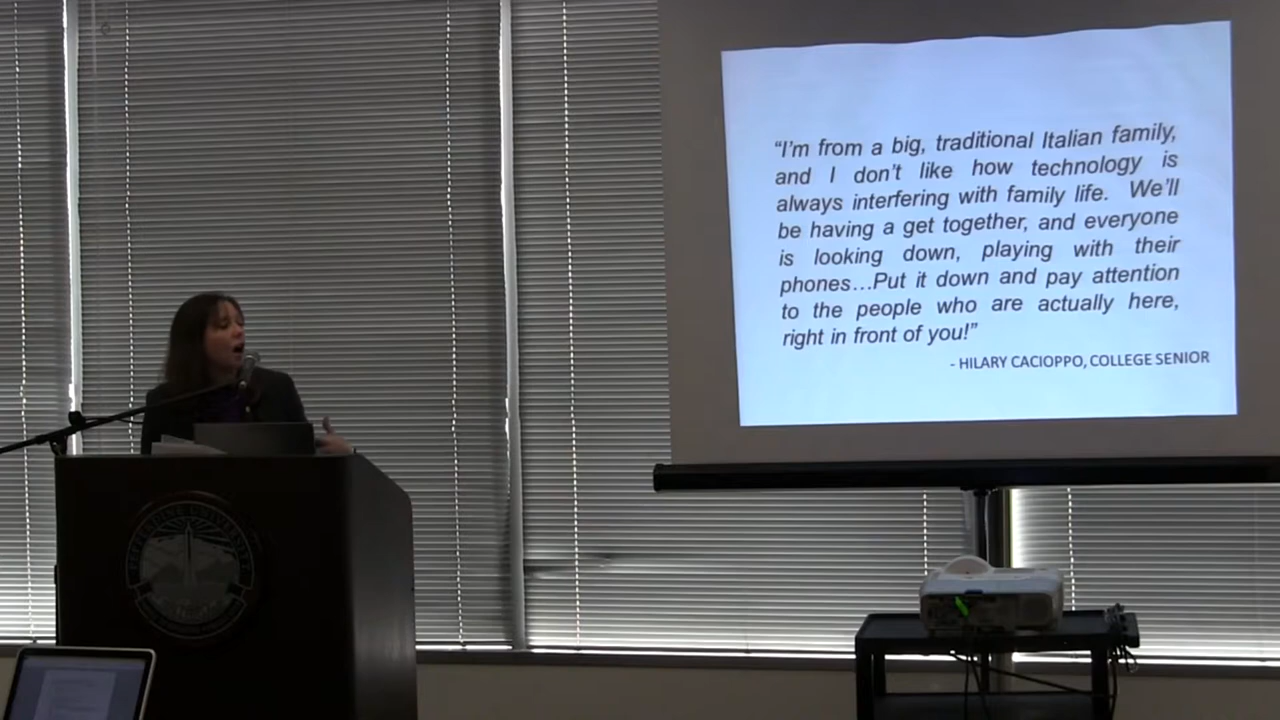 “I’m from a big, traditional Italian family,
and I don’t like how technology is
always interfering with family life. We’ll
be having a get together, and everyone
is looking down, playing with their
phones…Put it down and pay attention
to the people who are actually here,
right in front of you!”
- HILARY CACIOPPO, COLLEGE SENIOR
PEPPERDINE UNIVERSITY